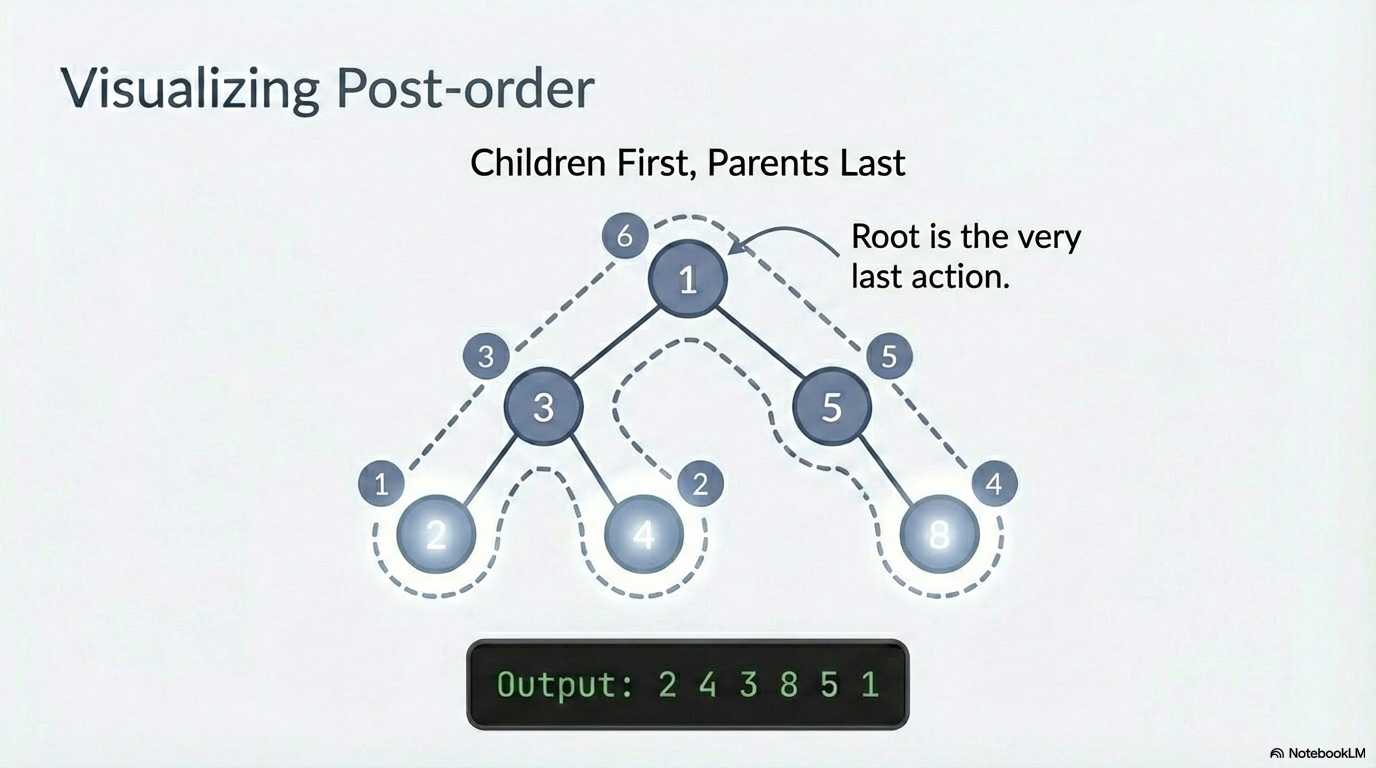 Visualizing Post-order
Children First, Parents Last
6
1
Root is the very
last action.
3
5
3
5
1
2
4
2
4
8
Output: 2 4 3 8 5 1
NotebookLM